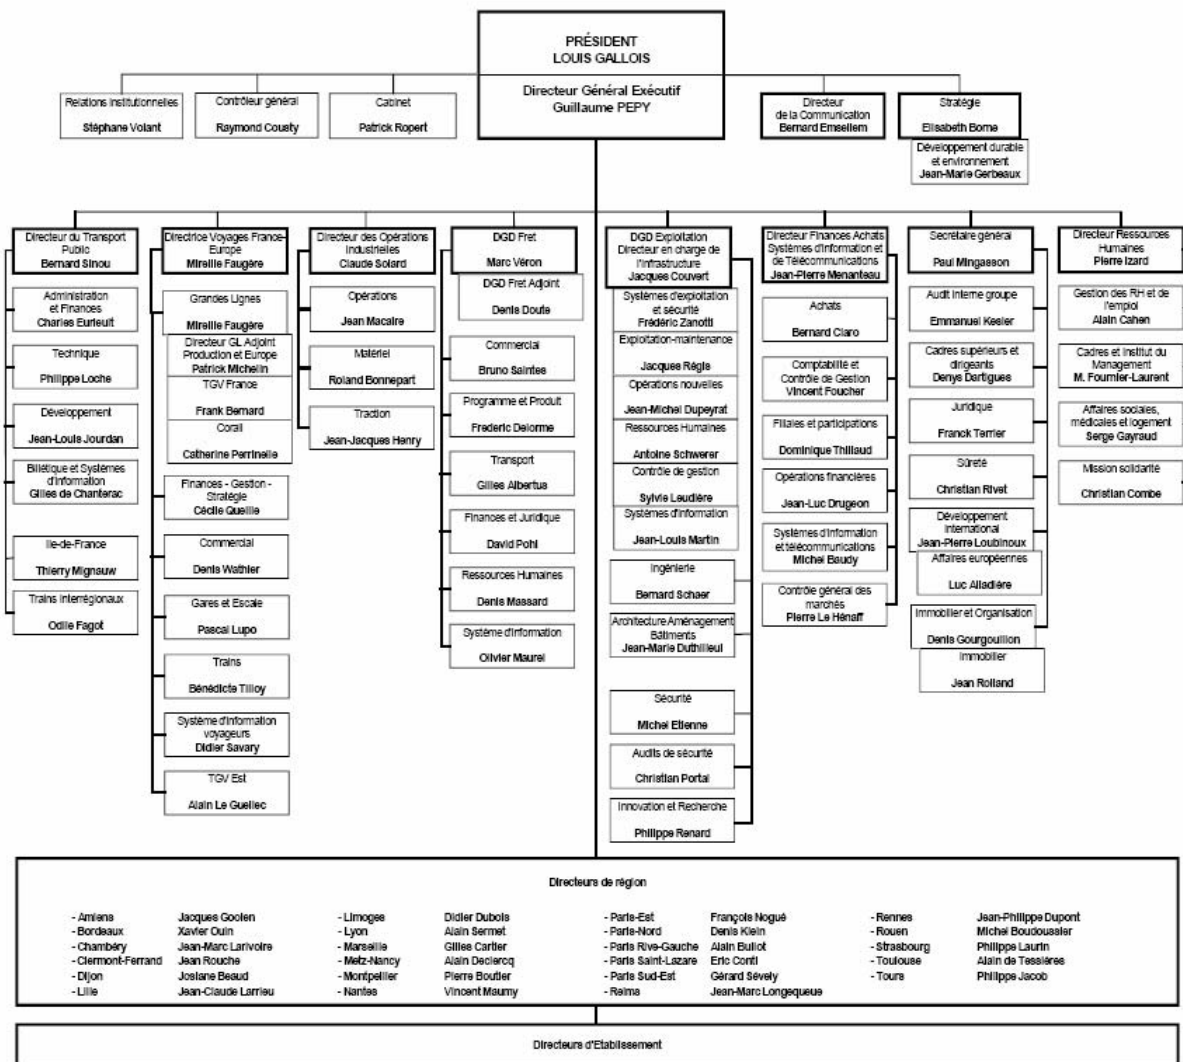 PRÉSIDENT
LOUIS GALLOIS
Directeur Général Exécutif
Guillaume PEPY
Relations Institutionnelles
Stéphane Volant
Contrôleur général
Raymond Cousty
Cabinet
Patrick Ropert
Directeur
de la Communication
Bernard Emsellem
Stratégie
Elisabeth Borne
Développement durable
et environnement
Jean-Marie Gerbeaux
Directeur du Transport
Public
Bernard Sinou
Administration
et Finances
Charles Eurieult
Technique
Philippe Loche
Développement
Jean-Louis Jourdan
Billétique et Systèmes
d'Information
Gilles de Chanterac
Ile-de-France
Thierry Mignauw
Trains Interrégionaux
Odile Fagot
Directrice Voyages France-
Europe
Mireille Faugère
Grandes Lignes
Mireille Faugère
Directeur GL Adjoint
Production et Europe
Patrick Michelin
TGV France
Frank Bernard
Corail
Catherine Perrinelle
Finances - Gestion -
Stratégie
Cécile Queille
Commercial
Denis Wathier
Gares et Escale
Pascal Lupo
Trains
Bénédicte Tilloy
Système d'information
voyageurs
Didier Savary
TGV Est
Alain Le Guellec
Directeur des Opérations
Industrielles
Claude Solard
Opérations
Jean Macaire
Matériel
Roland Bonnepart
Traction
Jean-Jacques Henry
DGD Fret
Marc Véron
DGD Fret Adjoint
Denis Doute
Commercial
Bruno Saintes
Programme et Produit
Frederic Delorme
Transport
Gilles Albertus
Finances et Juridique
David Pohl
Ressources Humaines
Denis Massard
Système d'Information
Olivier Maurel
DGD Exploitation
Directeur en charge de
l'Infrastructure
Jacques Couvert
Systèmes d'exploitation
et sécurité
Frédéric Zanotti
Exploitation-maintenance
Jacques Régis
Opérations nouvelles
Jean-Michel Dupeyrat
Ressources Humaines
Antoine Schwerer
Contrôle de gestion
Sylvie Leudière
Systèmes d'Information
Jean-Louis Martin
Ingénierie
Bernard Schaer
Architecture Aménagement
Bâtiments
Jean-Marie Duthilleul
Sécurité
Michel Etienne
Audits de sécurité
Christian Portal
Innovation et Recherche
Philippe Renard
Directeur Finances Achats
Systèmes d'Information et
de Télécommunications
Jean-Pierre Menanteau
Achats
Bernard Claro
Comptabilité et
Contrôle de Gestion
Vincent Foucher
Filiales et participations
Dominique Thillaud
Opérations financières
Jean-Luc Drugeon
Systèmes d'Information
et télécommunications
Michel Baudy
Contrôle général des
marchés
Pierre Le Hénaff
Secrétaire général
Paul Mingasson
Audit Interne groupe
Emmanuel Kesler
Cadres supérieurs et
dirigeants
Denys Dartigues
Juridique
Franck Terrier
Sûreté
Christian Rivet
Développement
International
Jean-Pierre Loubinoux
Affaires européennes
Luc Alladière
Immobilier et Organisation
Denis Gourgouillon
Immobilier
Jean Rolland
Directeur Ressources
Humaines
Pierre Izard
Gestion des RH et de
l'emploi
Alain Cahen
Cadres et Institut du
Management
M. Fournier-Laurent
Affaires sociales,
médicales et logement
Serge Gayraud
Mission solidarité
Christian Combe
Directeurs de région
- Amiens Jacques Goolen
- Bordeaux Xavier Ouin
- Chambéry Jean-Marc Larivoire
- Clermont-Ferrand Jean Rouche
- Dijon Josiane Beaud
- Lille Jean-Claude Larrieu
- Limoges Didier Dubois
- Lyon Alain Sermet
- Marseille Gilles Cartier
- Metz-Nancy Alain Declercq
- Montpellier Pierre Boutier
- Nantes Vincent Maumy
- Paris-Est François Nogué
- Paris-Nord Denis Klein
- Paris Rive-Gauche Alain Bullot
- Paris Saint-Lazare Eric Conti
- Paris Sud-Est Gérard Sévely
- Reims Jean-Marc Longequeue
- Rennes Jean-Philippe Dupont
- Rouen Michel Boudoussier
- Strasbourg Philippe Laurin
- Toulouse Alain de Tessières
- Tours Philippe Jacob
Directeurs d'Etablissement